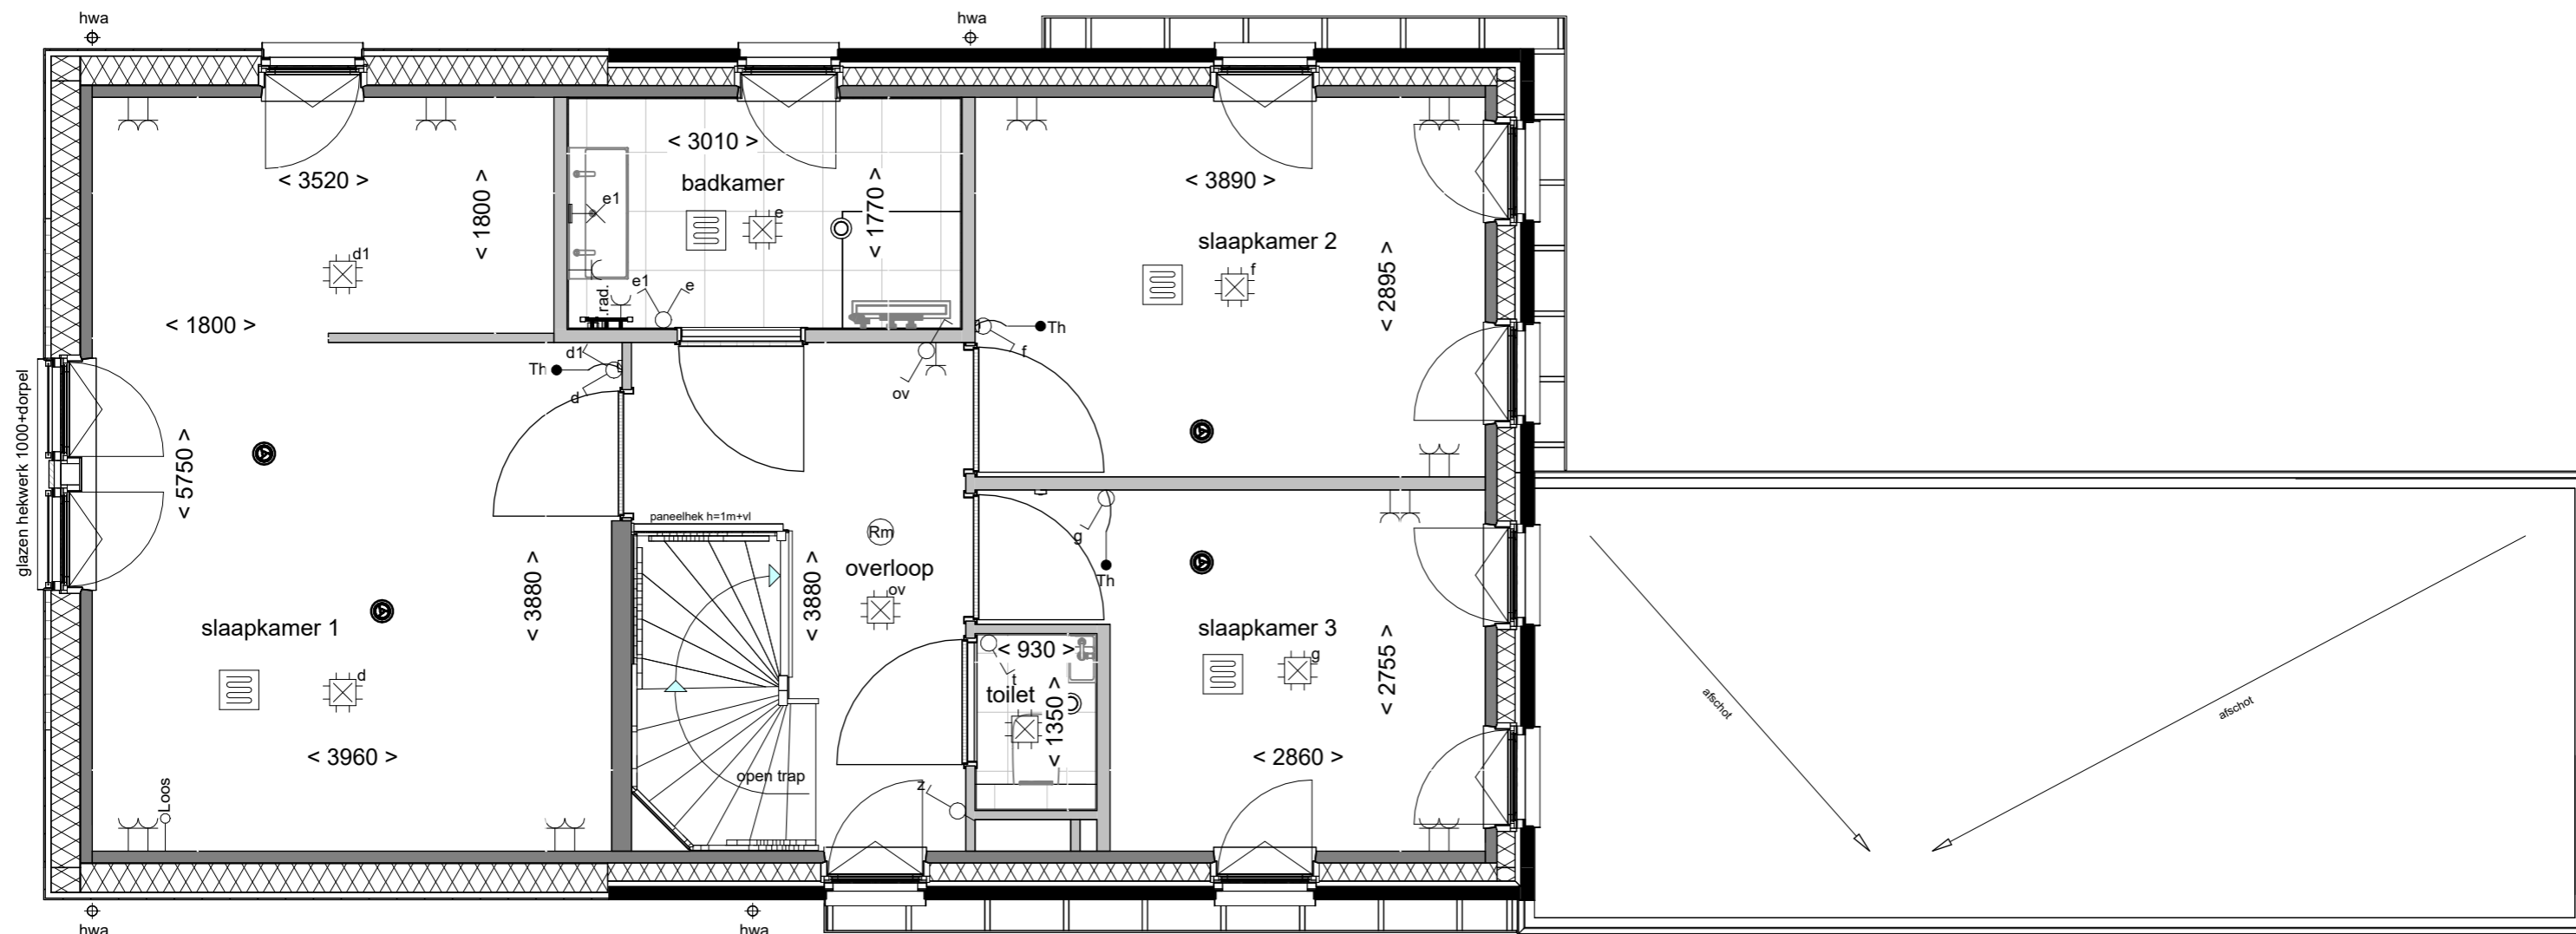 hwa
hwa
< 3010 >
badkamer
< 3520 >
< 1800 >
< 1770 >
< 3890 >
e1
e
slaapkamer 2
d1
f
< 2895 >
e1
e
rad.
< 1800 >
Th
f
d1
Th
d
ov
glazen hekwerk 1000+dorpel
< 5750 >
paneelhek h=1m+vl
Rm
g
Th
< 3880 >
< 3880 >
overloop
ov
slaapkamer 1
slaapkamer 3
< 930 >
g
t
toilet
< 1350 >
< 2755 >
d
afschot
afschot
< 3960 >
open trap
< 2860 >
z
Loos
hwa
hwa